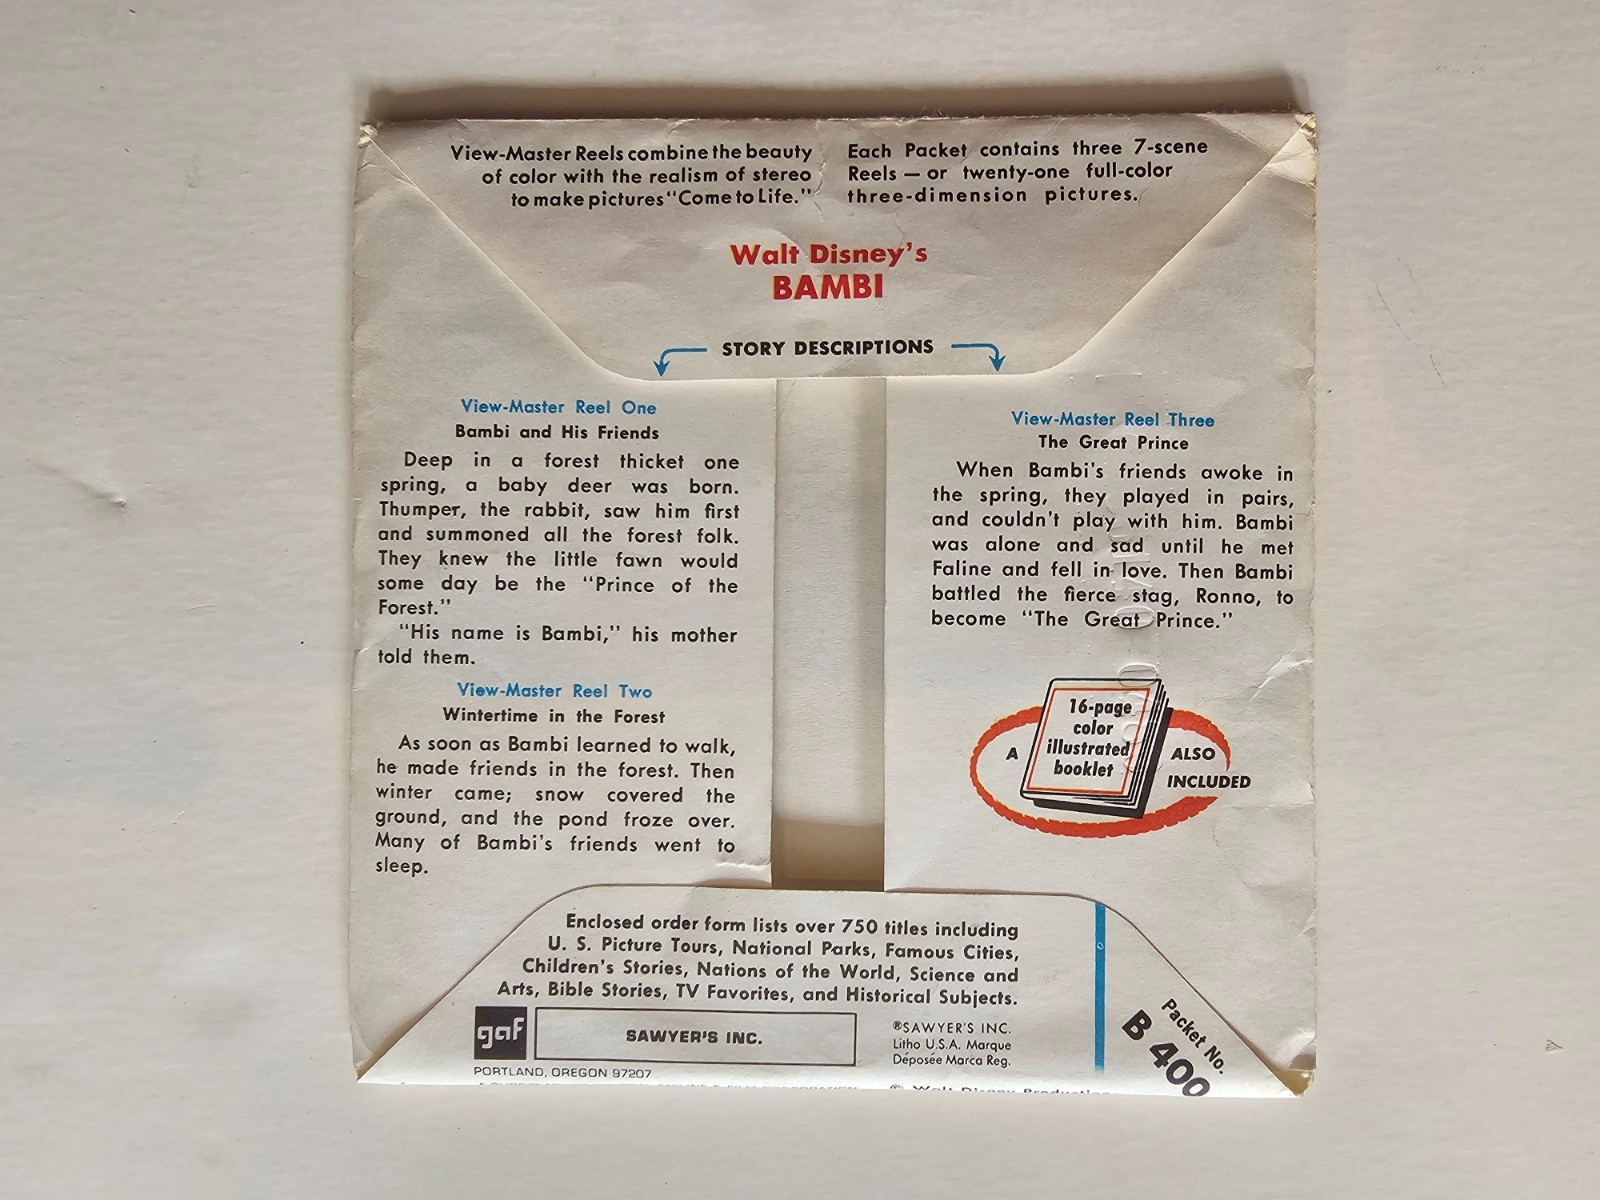 View-Master Reels combine the beauty
of color with the realism of stereo
to make pictures "Come to Life."
Each Packet contains three 7-scene
Reels — or twenty-one full-color
three-dimension pictures.
Walt Disney's
BAMBI
STORY DESCRIPTIONS
View-Master Reel One
Bambi and His Friends
Deep in a forest thicket one
spring, a baby deer was born.
Thumper, the rabbit, saw him first
and summoned all the forest folk.
They knew the little fawn would
some day be the "Prince of the
Forest."
"His name is Bambi," his mother
told them.
View-Master Reel Two
Wintertime in the Forest
As soon as Bambi learned to walk,
he made friends in the forest. Then
winter came; snow covered the
ground, and the pond froze over.
Many of Bambi's friends went to
sleep.
View-Master Reel Three
The Great Prince
When Bambi's friends awoke in
the spring, they played in pairs,
and couldn't play with him. Bambi
was alone and sad until he met
Faline and fell in love. Then Bambi
battled the fierce stag, Ronno, to
become "The Great Prince."
A
16-page
color
illustrated
booklet
ALSO
INCLUDED
Enclosed order form lists over 750 titles including
U. S. Picture Tours, National Parks, Famous Cities,
Children's Stories, Nations of the World, Science and
Arts, Bible Stories, TV Favorites, and Historical Subjects.
gaf
SAWYER'S INC.
PORTLAND, OREGON 97207
®SAWYER'S INC.
Litho U.S.A. Marque
Déposée Marca Reg.
© Walt Disney Productions
Packet No.
B 400